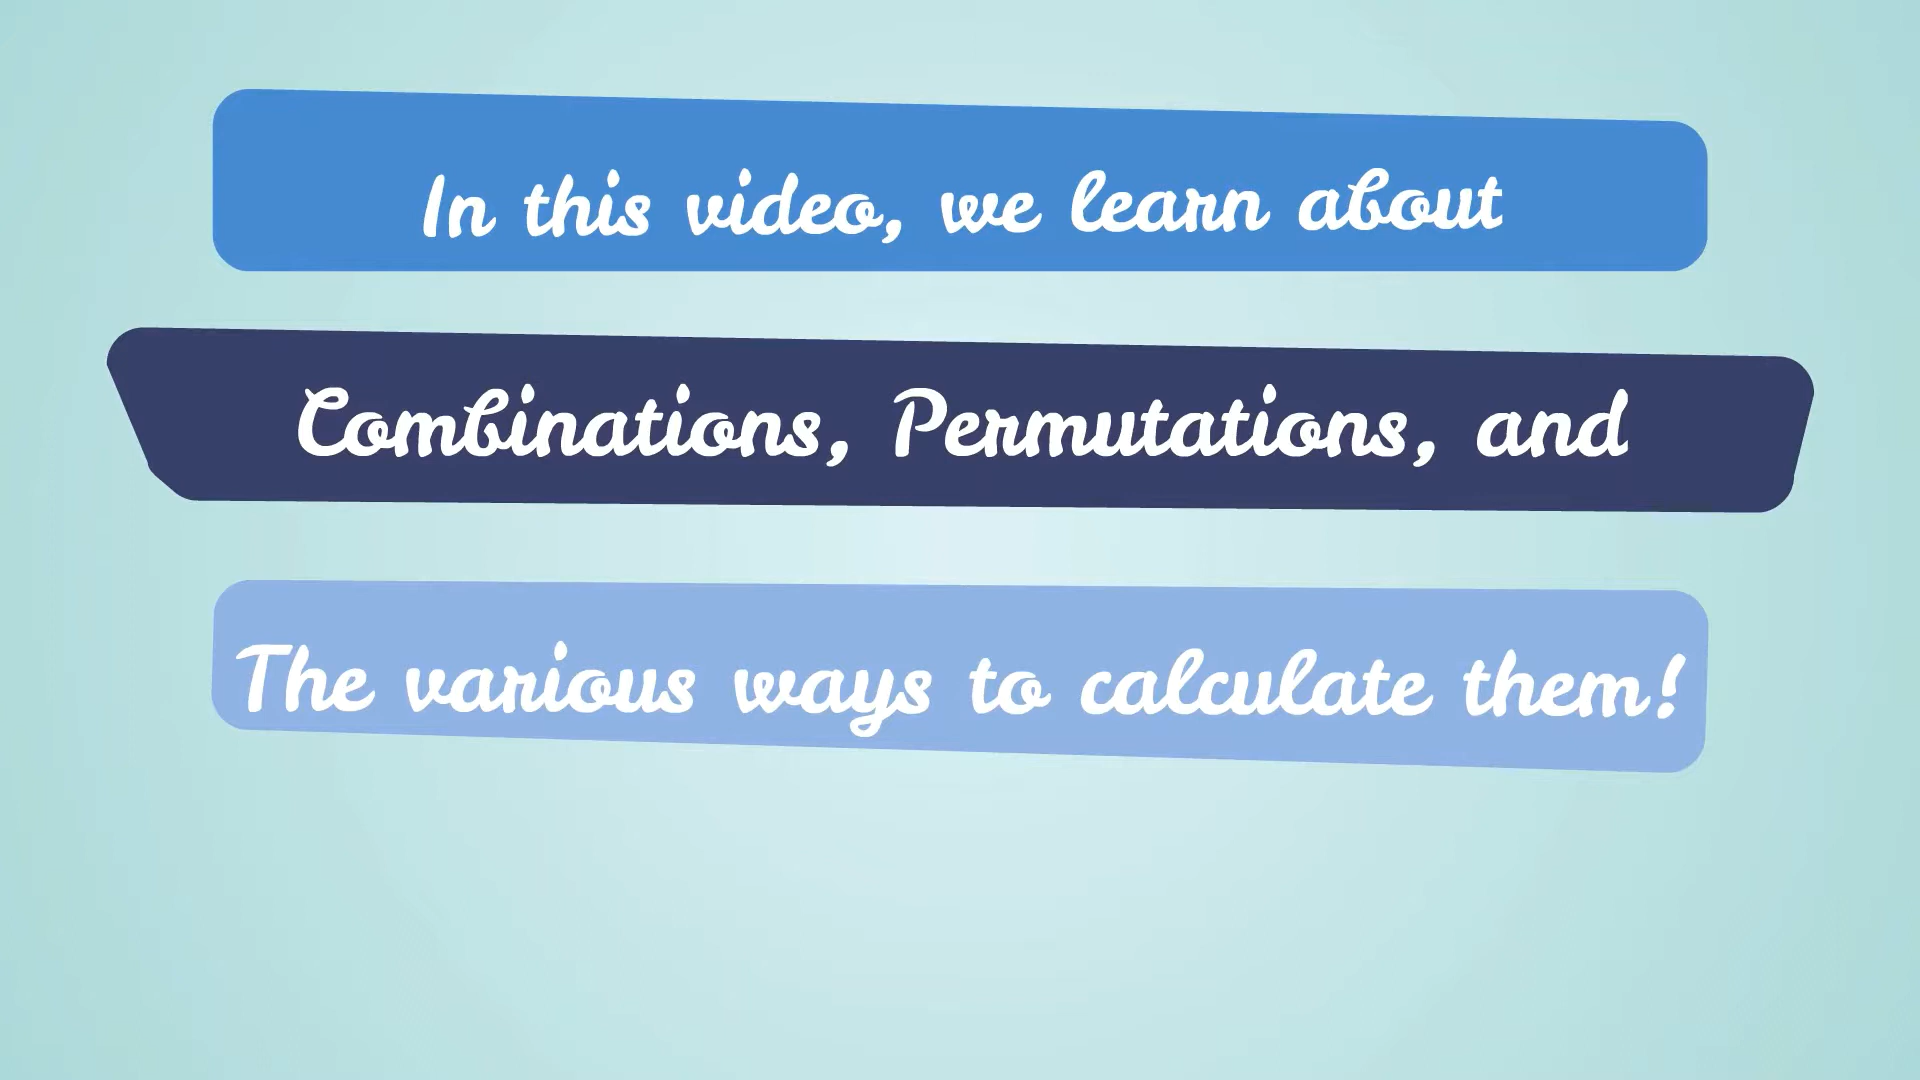 In this video, we learn about
Combinations, Permutations, and
The various ways to calculate them!